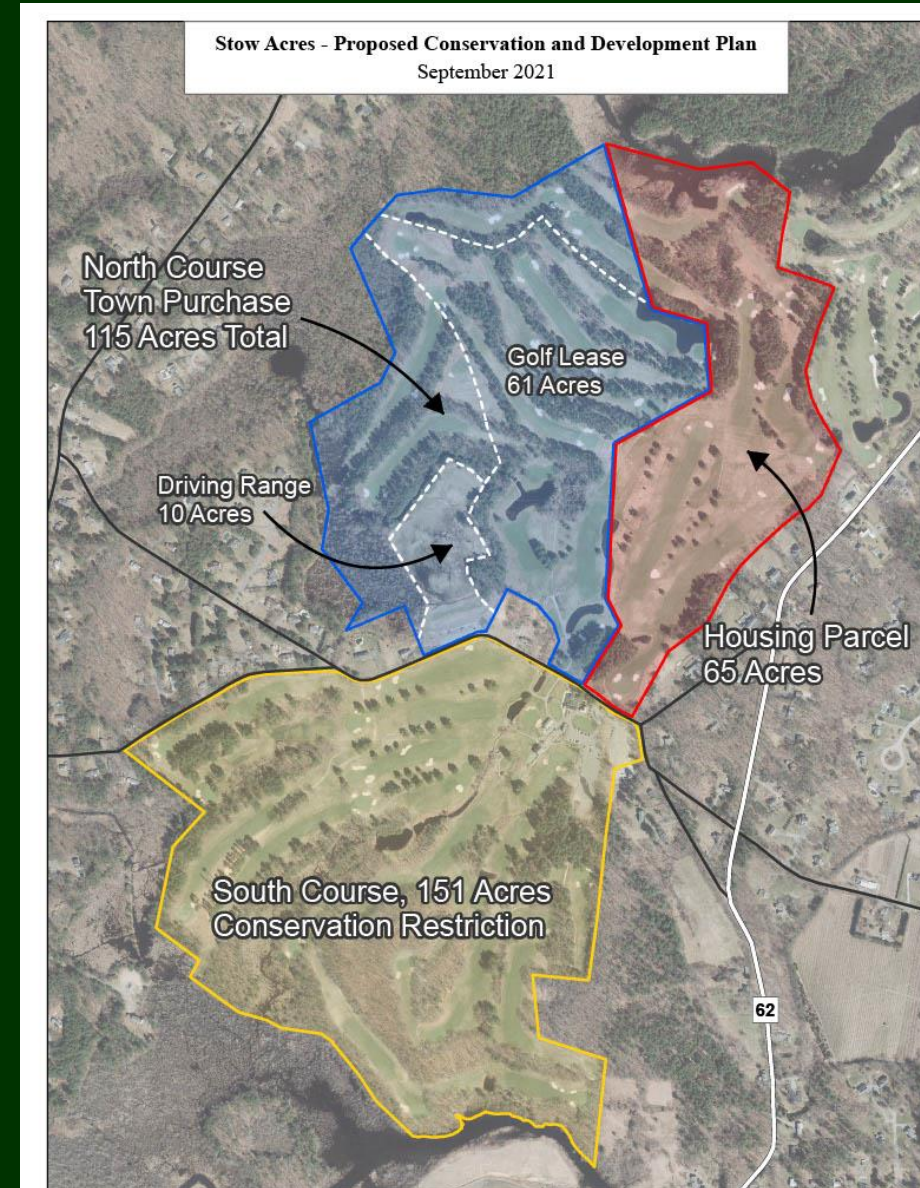 Stow Acres - Proposed Conservation and Development Plan
September 2021
North Course
Town Purchase
115 Acres Total
Golf Lease
61 Acres
Driving Range
10 Acres
Housing Parcel
65 Acres
South Course, 151 Acres
Conservation Restriction
62